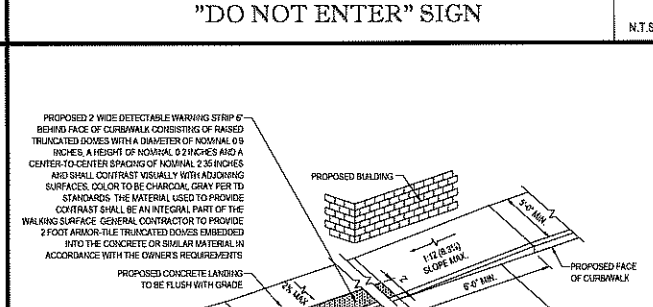 "DO NOT ENTER" SIGN
N.T.S
PROPOSED 2' WIDE DETECTABLE WARNING STRIP 6"
BEHIND FACE OF CURB/WALK CONSISTING OF RAISED
TRUNCATED DOMES WITH A DIAMETER OF NOMINAL 0.9
INCHES, A HEIGHT OF NOMINAL 0.2 INCHES AND A
CENTER-TO-CENTER SPACING OF NOMINAL 2.35 INCHES
AND SHALL CONTRAST VISUALLY WITH ADJOINING
SURFACES. COLOR TO BE CHARCOAL GRAY PER TD
STANDARDS. THE MATERIAL USED TO PROVIDE
CONTRAST SHALL BE AN INTEGRAL PART OF THE
WALKING SURFACE. GENERAL CONTRACTOR TO PROVIDE
2 FOOT ARMOR-TILE TRUNCATED DOMES EMBEDDED
INTO THE CONCRETE OR SIMILAR MATERIAL IN
ACCORDANCE WITH THE OWNER'S REQUIREMENTS
PROPOSED BUILDING
5'-0" MIN.
1:12 (8.3%)
SLOPE MAX.
6'-0" MIN.
PROPOSED FACE
OF CURB/WALK
PROPOSED CONCRETE LANDING
TO BE FLUSH WITH GRADE
2% MAX.